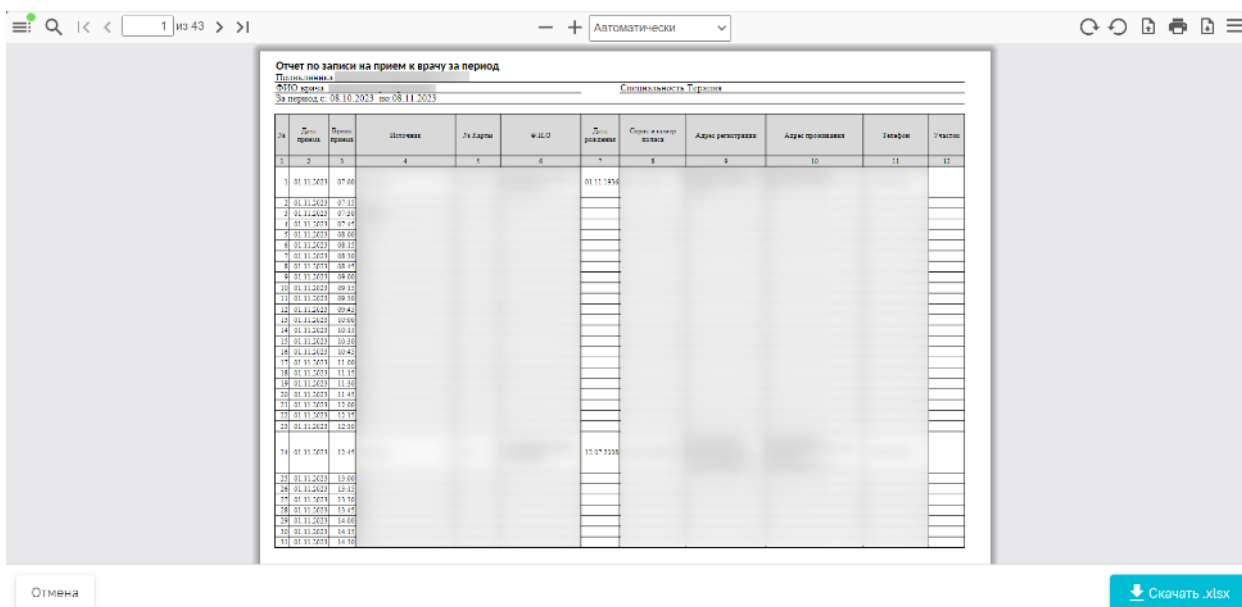 1 из 43 Автоматически
Отчет по записи на прием к врачу за период
Поликлиника
ФИО врача Специальность Терапия
За период с: 08.10.2023 по:08.11.2023
№ Дата приема Время приема Источник № Карты Ф.И.О Дата рождения Серия и номер полиса Адрес регистрации Адрес проживания Телефон Участок
1 2 3 4 5 6 7 8 9 10 11 12
1 01.11.2023 07:00 01.11.1936
2 01.11.2023 07:15
3 01.11.2023 07:30
4 01.11.2023 07:45
5 01.11.2023 08:00
6 01.11.2023 08:15
7 01.11.2023 08:30
8 01.11.2023 08:45
9 01.11.2023 09:00
10 01.11.2023 09:15
11 01.11.2023 09:30
12 01.11.2023 09:45
13 01.11.2023 10:00
14 01.11.2023 10:15
15 01.11.2023 10:30
16 01.11.2023 10:45
17 01.11.2023 11:00
18 01.11.2023 11:15
19 01.11.2023 11:30
20 01.11.2023 11:45
21 01.11.2023 12:00
22 01.11.2023 12:15
23 01.11.2023 12:30
24 01.11.2023 12:45 12.07.2008
25 01.11.2023 13:00
26 01.11.2023 13:15
27 01.11.2023 13:30
28 01.11.2023 13:45
29 01.11.2023 14:00
30 01.11.2023 14:15
31 01.11.2023 14:30
Отмена Скачать .xlsx